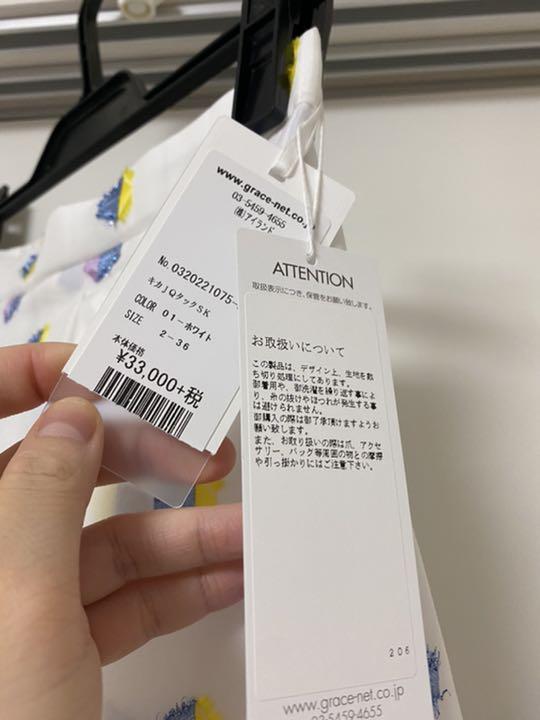 www.grace-net.co.jp
03-5459-4655
(株)アイランド
No 0320221075-
キカJQタックSK
COLOR 01-ホワイト
SIZE 2-36
本体価格
¥33,000+税
ATTENTION
取扱表示につき、保管をお願い致します。
お取扱いについて
この製品は、デザイン上、生地を裁
ち切り処理にしてあります。
御着用や、御洗濯を繰り返す事によ
り、糸の抜けやほつれが発生する事
は避けられません。
御購入の際は御了承頂けますようお
願い致します。
また、お取り扱いの際は爪、アクセ
サリー、バッグ等周囲の物との摩擦
や引っ掛かりにはご注意下さい。
206
www.grace-net.co.jp
03-5459-4655